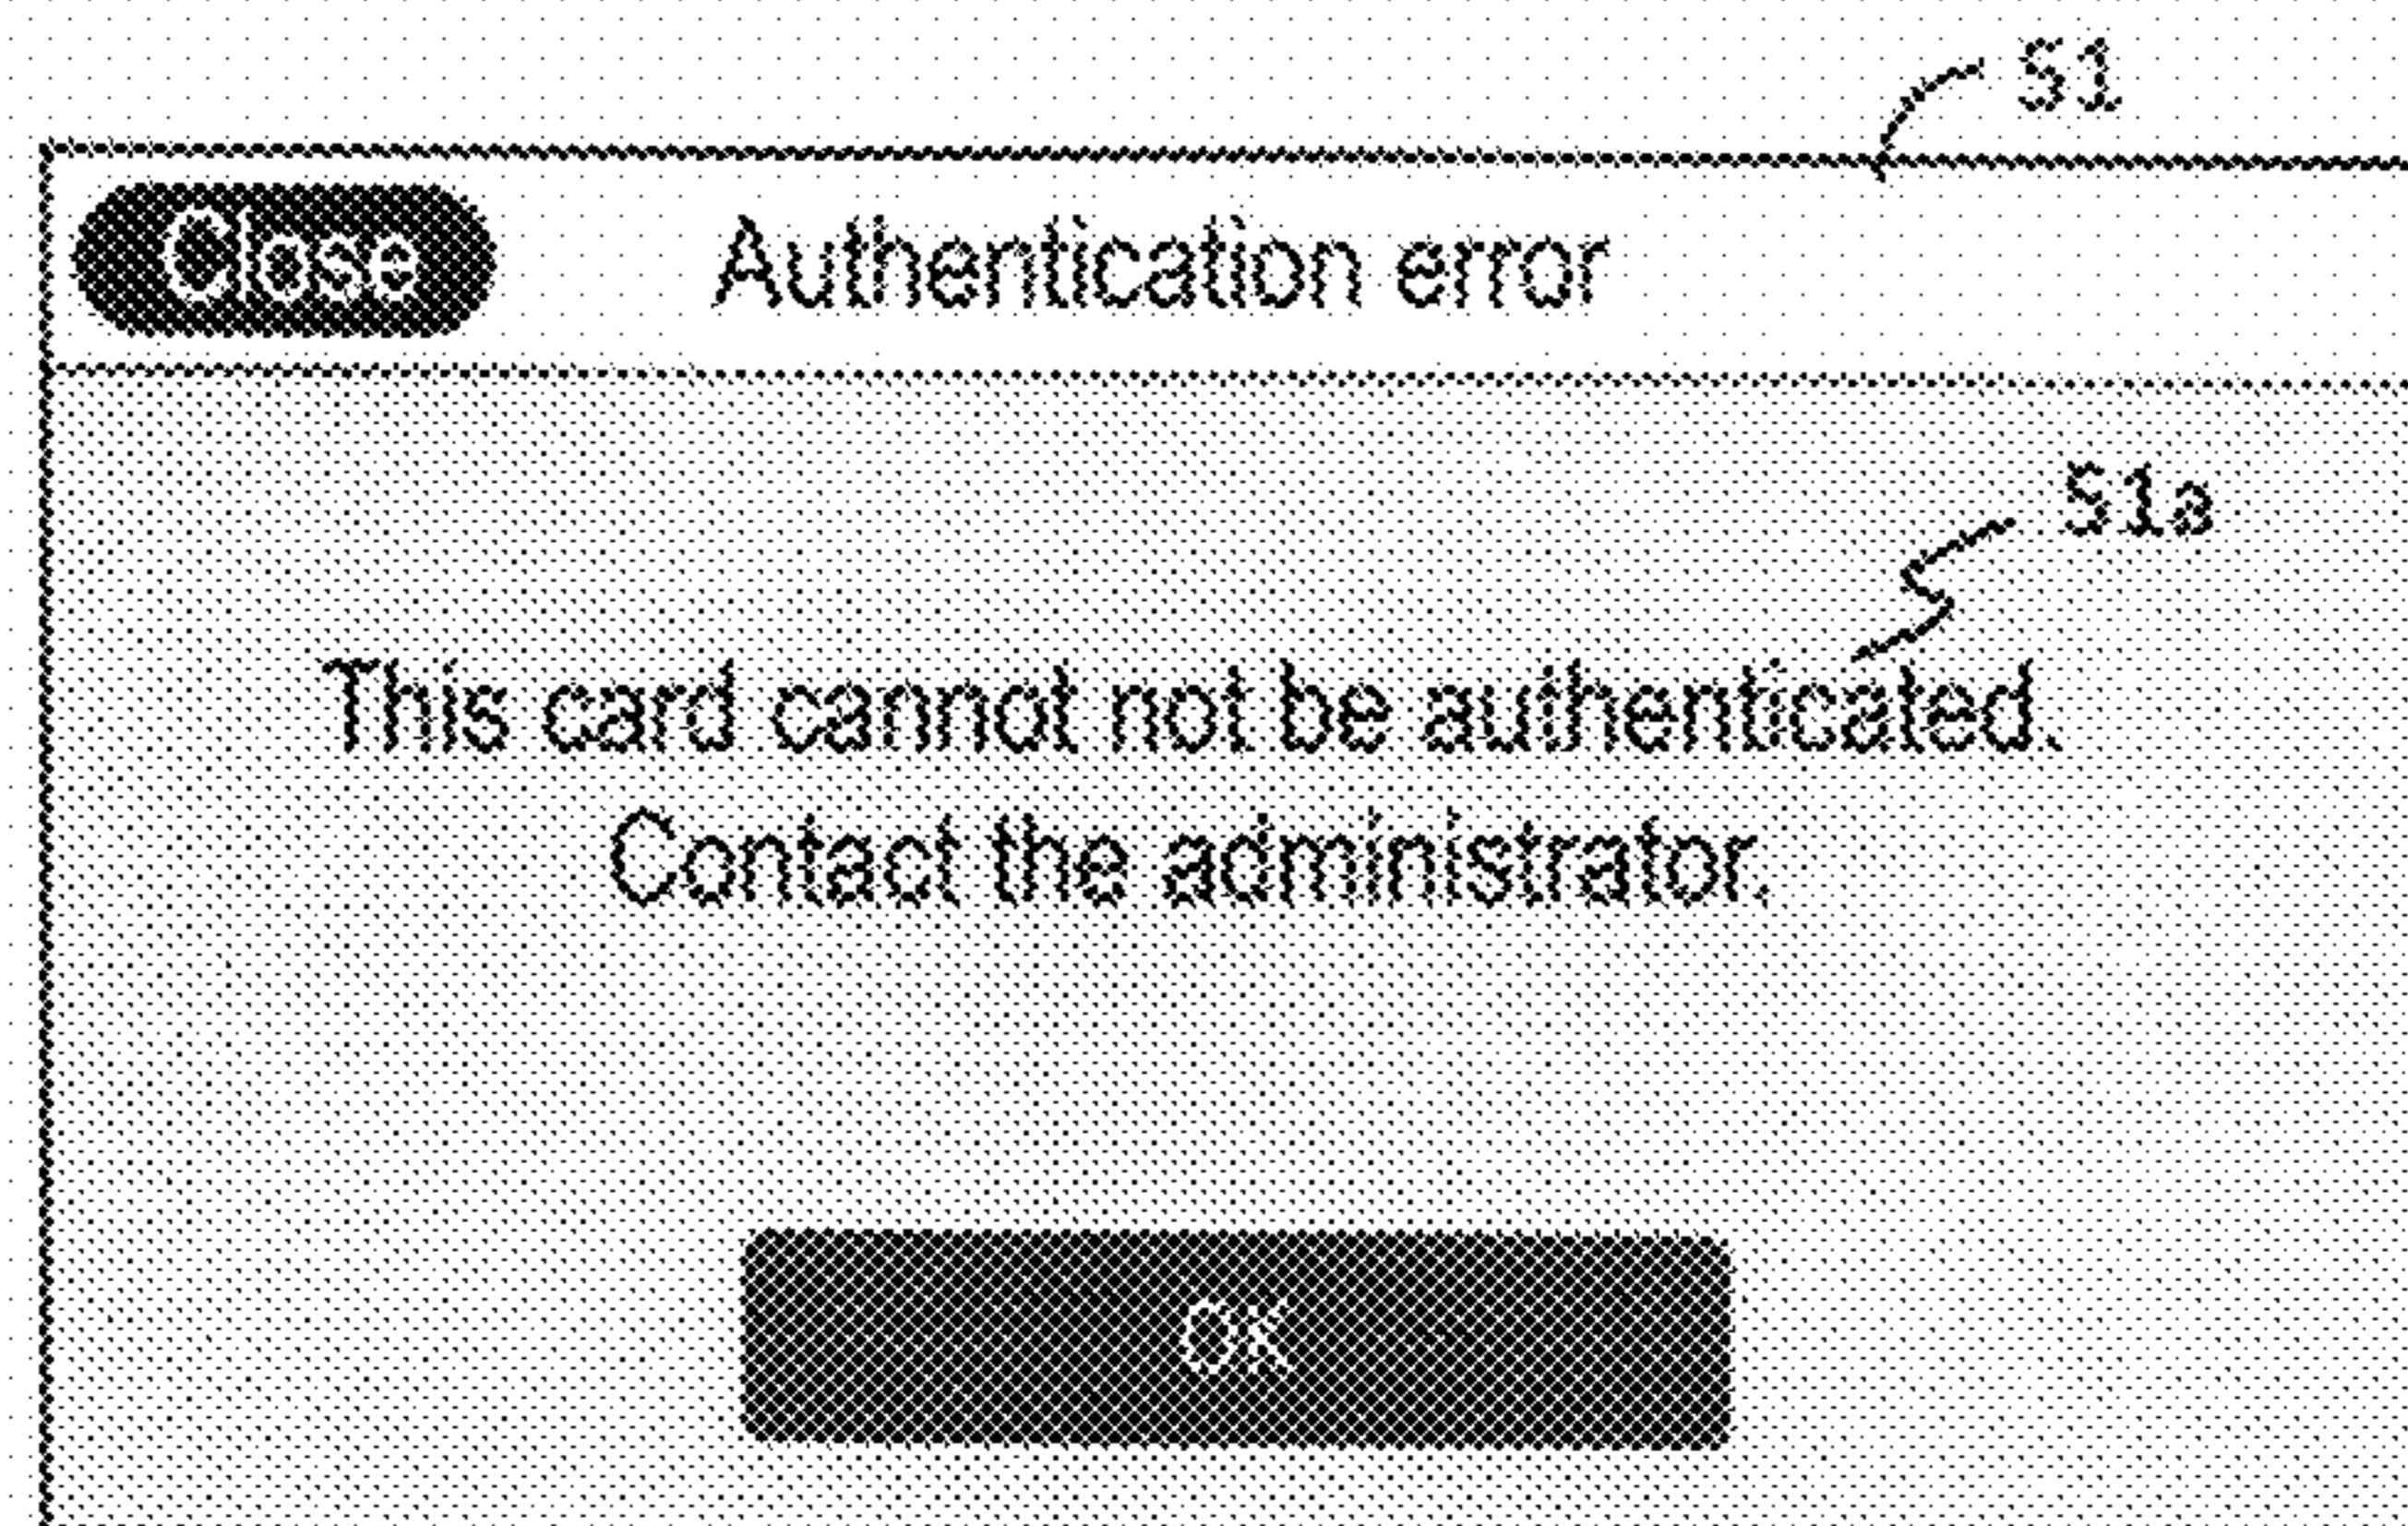 51
Close Authentication error
51a
This card cannot not be authenticated.
Contact the administrator.
OK